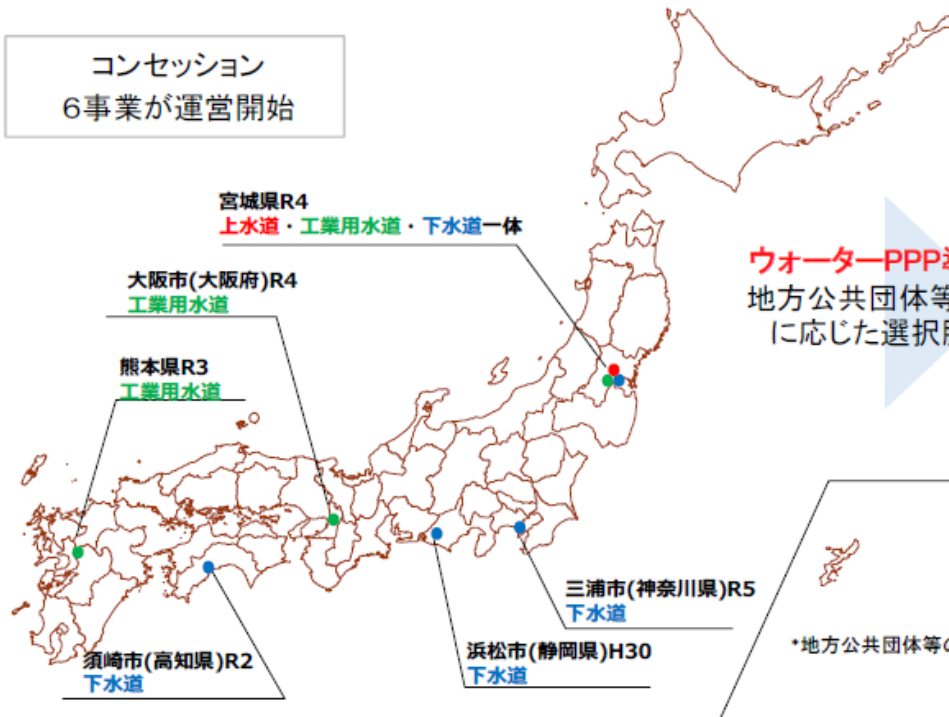 コンセッション
6事業が運営開始
宮城県R4
上水道・工業用水道・下水道一体
大阪市(大阪府)R4
工業用水道
熊本県R3
工業用水道
ウォーターPPP
地方公共団体等
に応じた選択
三浦市(神奈川県)R5
下水道
浜松市(静岡県)H30
下水道
須崎市(高知県)R2
下水道
*地方公共団体等の